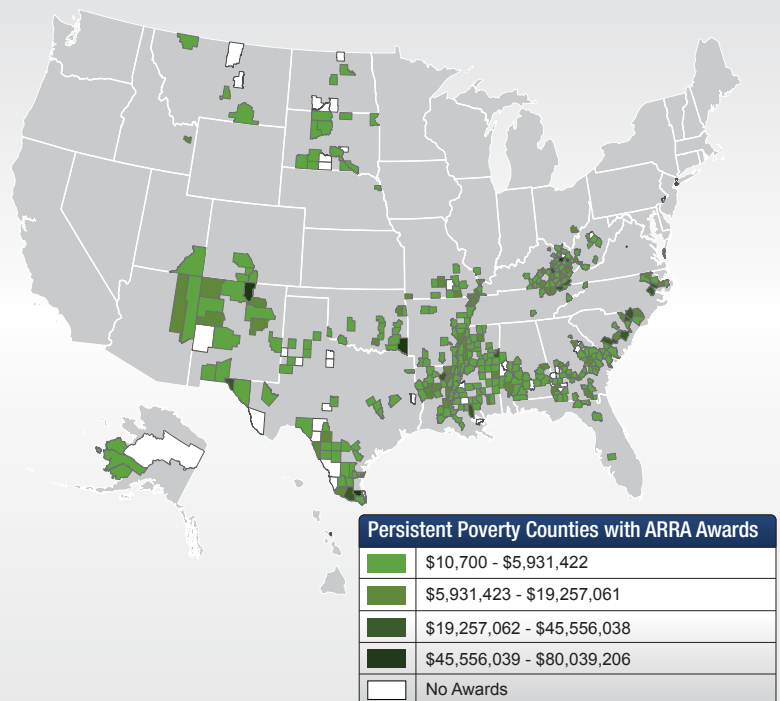 Persistent Poverty Counties with ARRA Awards
$10,700 - $5,931,422
$5,931,423 - $19,257,061
$19,257,062 - $45,556,038
$45,556,039 - $80,039,206
No Awards